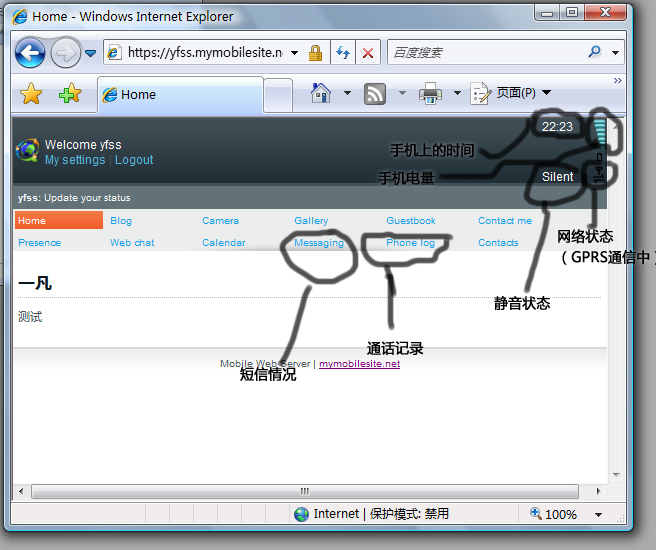 Home - Windows Internet Explorer
https://yfss.mymobilesite.n
百度搜索
Home
页面(P)
Welcome yfss
22:23
My settings | Logout
手机上的时间
手机电量
Silent
yfss: Update your status
Home Blog Camera Gallery Guestbook Contact me
Presence Web chat Calendar Messaging Phone log Contacts
网络状态
（GPRS通信中）
一凡
静音状态
测试
通话记录
Mobile Web Server | mymobilesite.net
短信情况
Internet | 保护模式: 禁用
100%